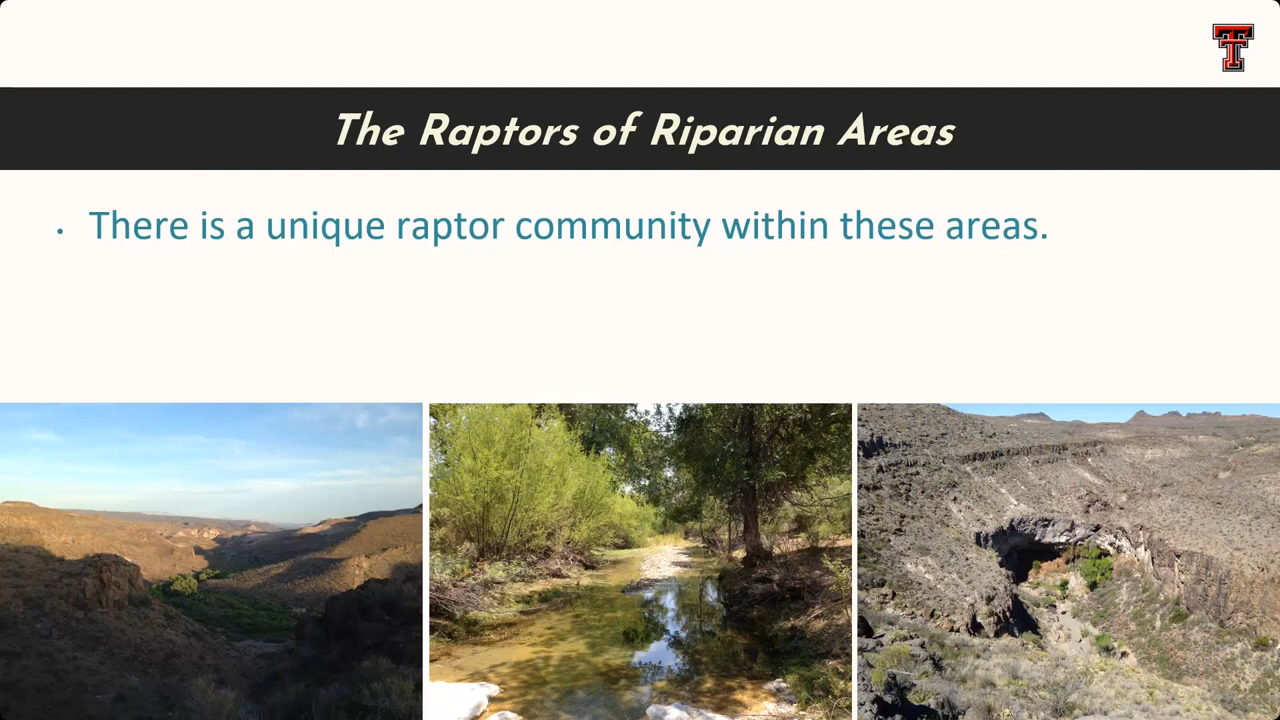 The Raptors of Riparian Areas
• There is a unique raptor community within these areas.